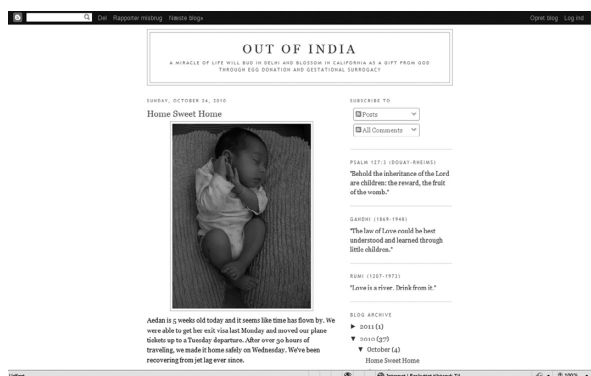 Del Rapporter misbrug Næste blog» Opret blog Log ind
OUT OF INDIA
A MIRACLE OF LIFE WILL BUD IN DELHI AND BLOSSOM IN CALIFORNIA AS A GIFT FROM GOD
THROUGH EGG DONATION AND GESTATIONAL SURROGACY
SUNDAY, OCTOBER 24, 2010
Home Sweet Home
Aedan is 5 weeks old today and it seems like time has flown by. We
were able to get her exit visa last Monday and moved our plane
tickets up to a Tuesday departure. After over 30 hours of
traveling, we made it home safely on Wednesday. We've been
recovering from jet lag ever since.
SUBSCRIBE TO
Posts
All Comments
PSALM 127:3 (DOUAY-RHEIMS)
"Behold the inheritance of the Lord
are children: the reward, the fruit
of the womb."
GANDHI (1869-1948)
"The law of Love could be best
understood and learned through
little children."
RUMI (1207-1973)
"Love is a river. Drink from it."
BLOG ARCHIVE
► 2011 (1)
▼ 2010 (37)
▼ October (4)
Home Sweet Home